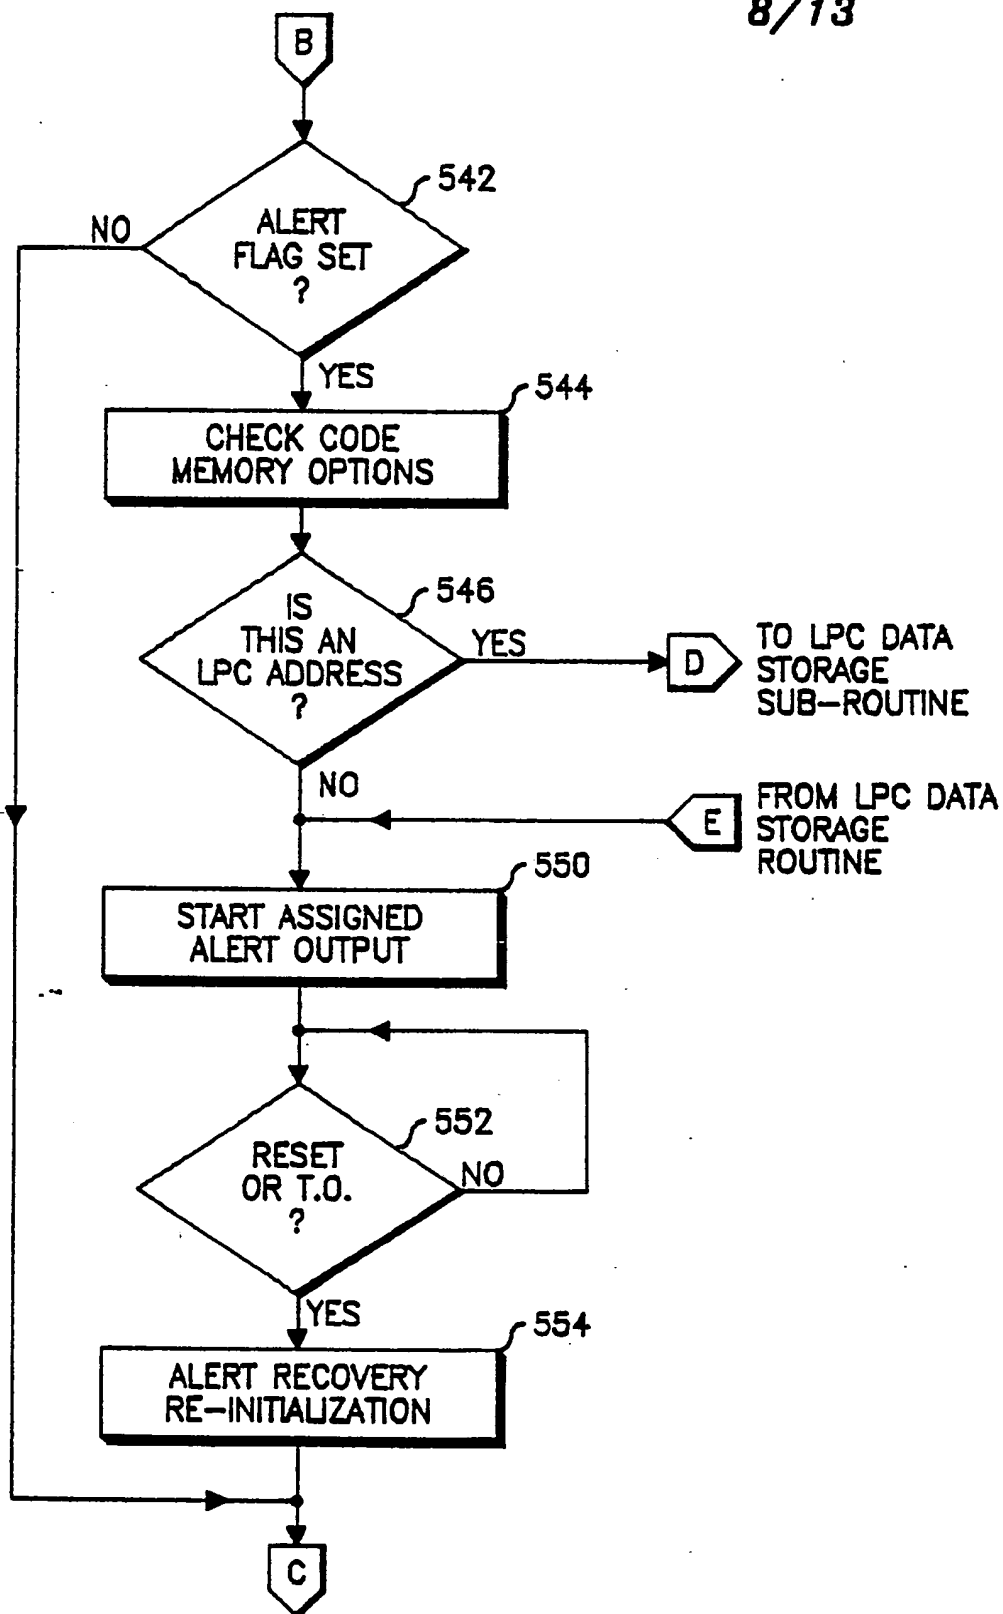 8/13
B
542
ALERT
FLAG SET
?
NO
YES
544
CHECK CODE
MEMORY OPTIONS
546
IS
THIS AN
LPC ADDRESS
?
YES
D
TO LPC DATA
STORAGE
SUB-ROUTINE
NO
E
FROM LPC DATA
STORAGE
ROUTINE
550
START ASSIGNED
ALERT OUTPUT
552
RESET
OR T.O.
?
NO
YES
554
ALERT RECOVERY
RE-INITIALIZATION
C